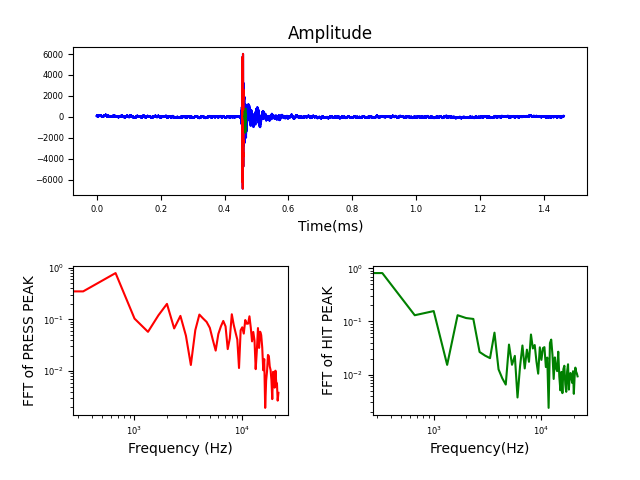 Amplitude
6000
4000
2000
0
−2000
−4000
−6000
0.0 0.2 0.4 0.6 0.8 1.0 1.2 1.4
Time(ms)
FFT of PRESS PEAK
10⁰
10⁻¹
10⁻²
10³ 10⁴
Frequency (Hz)
FFT of HIT PEAK
10⁰
10⁻¹
10⁻²
10³ 10⁴
Frequency(Hz)